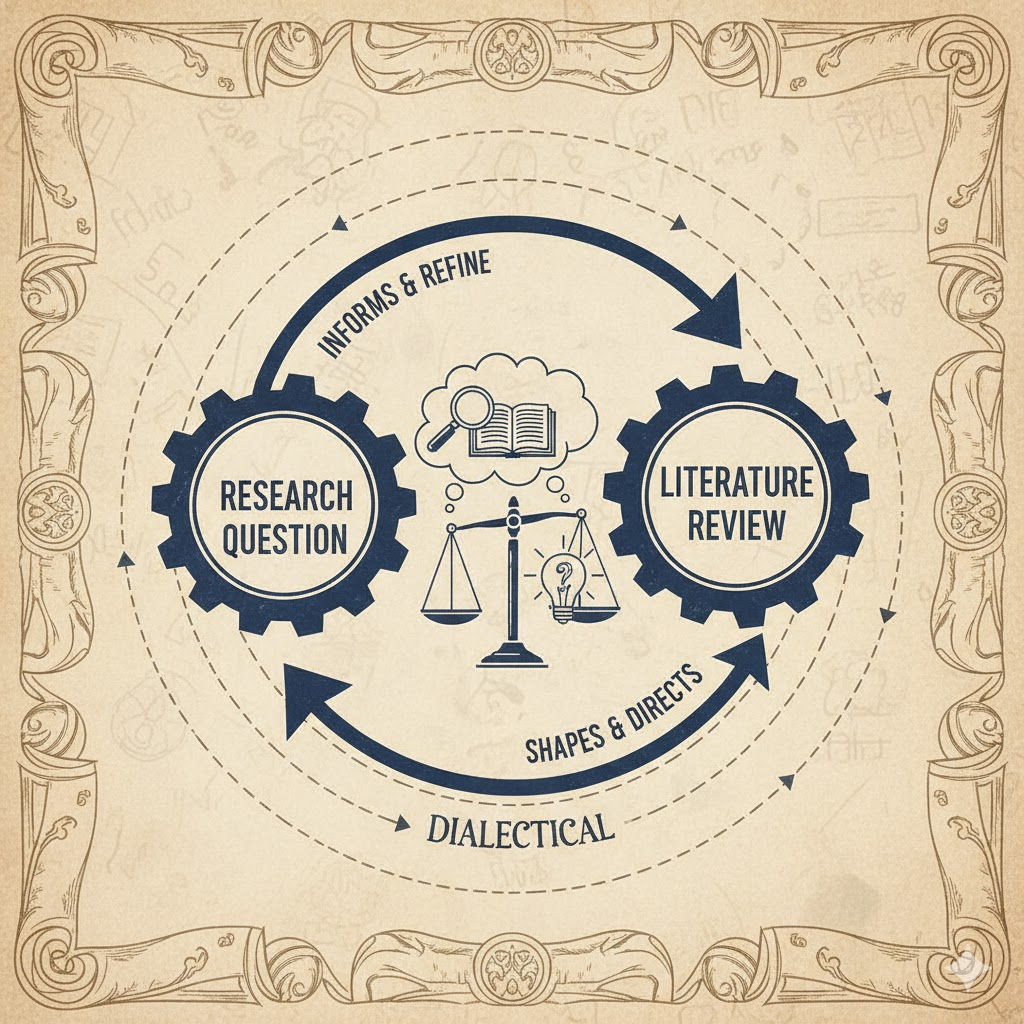 INFORMS & REFINE
RESEARCH
QUESTION
LITERATURE
REVIEW
?
SHAPES & DIRECTS
DIALECTICAL